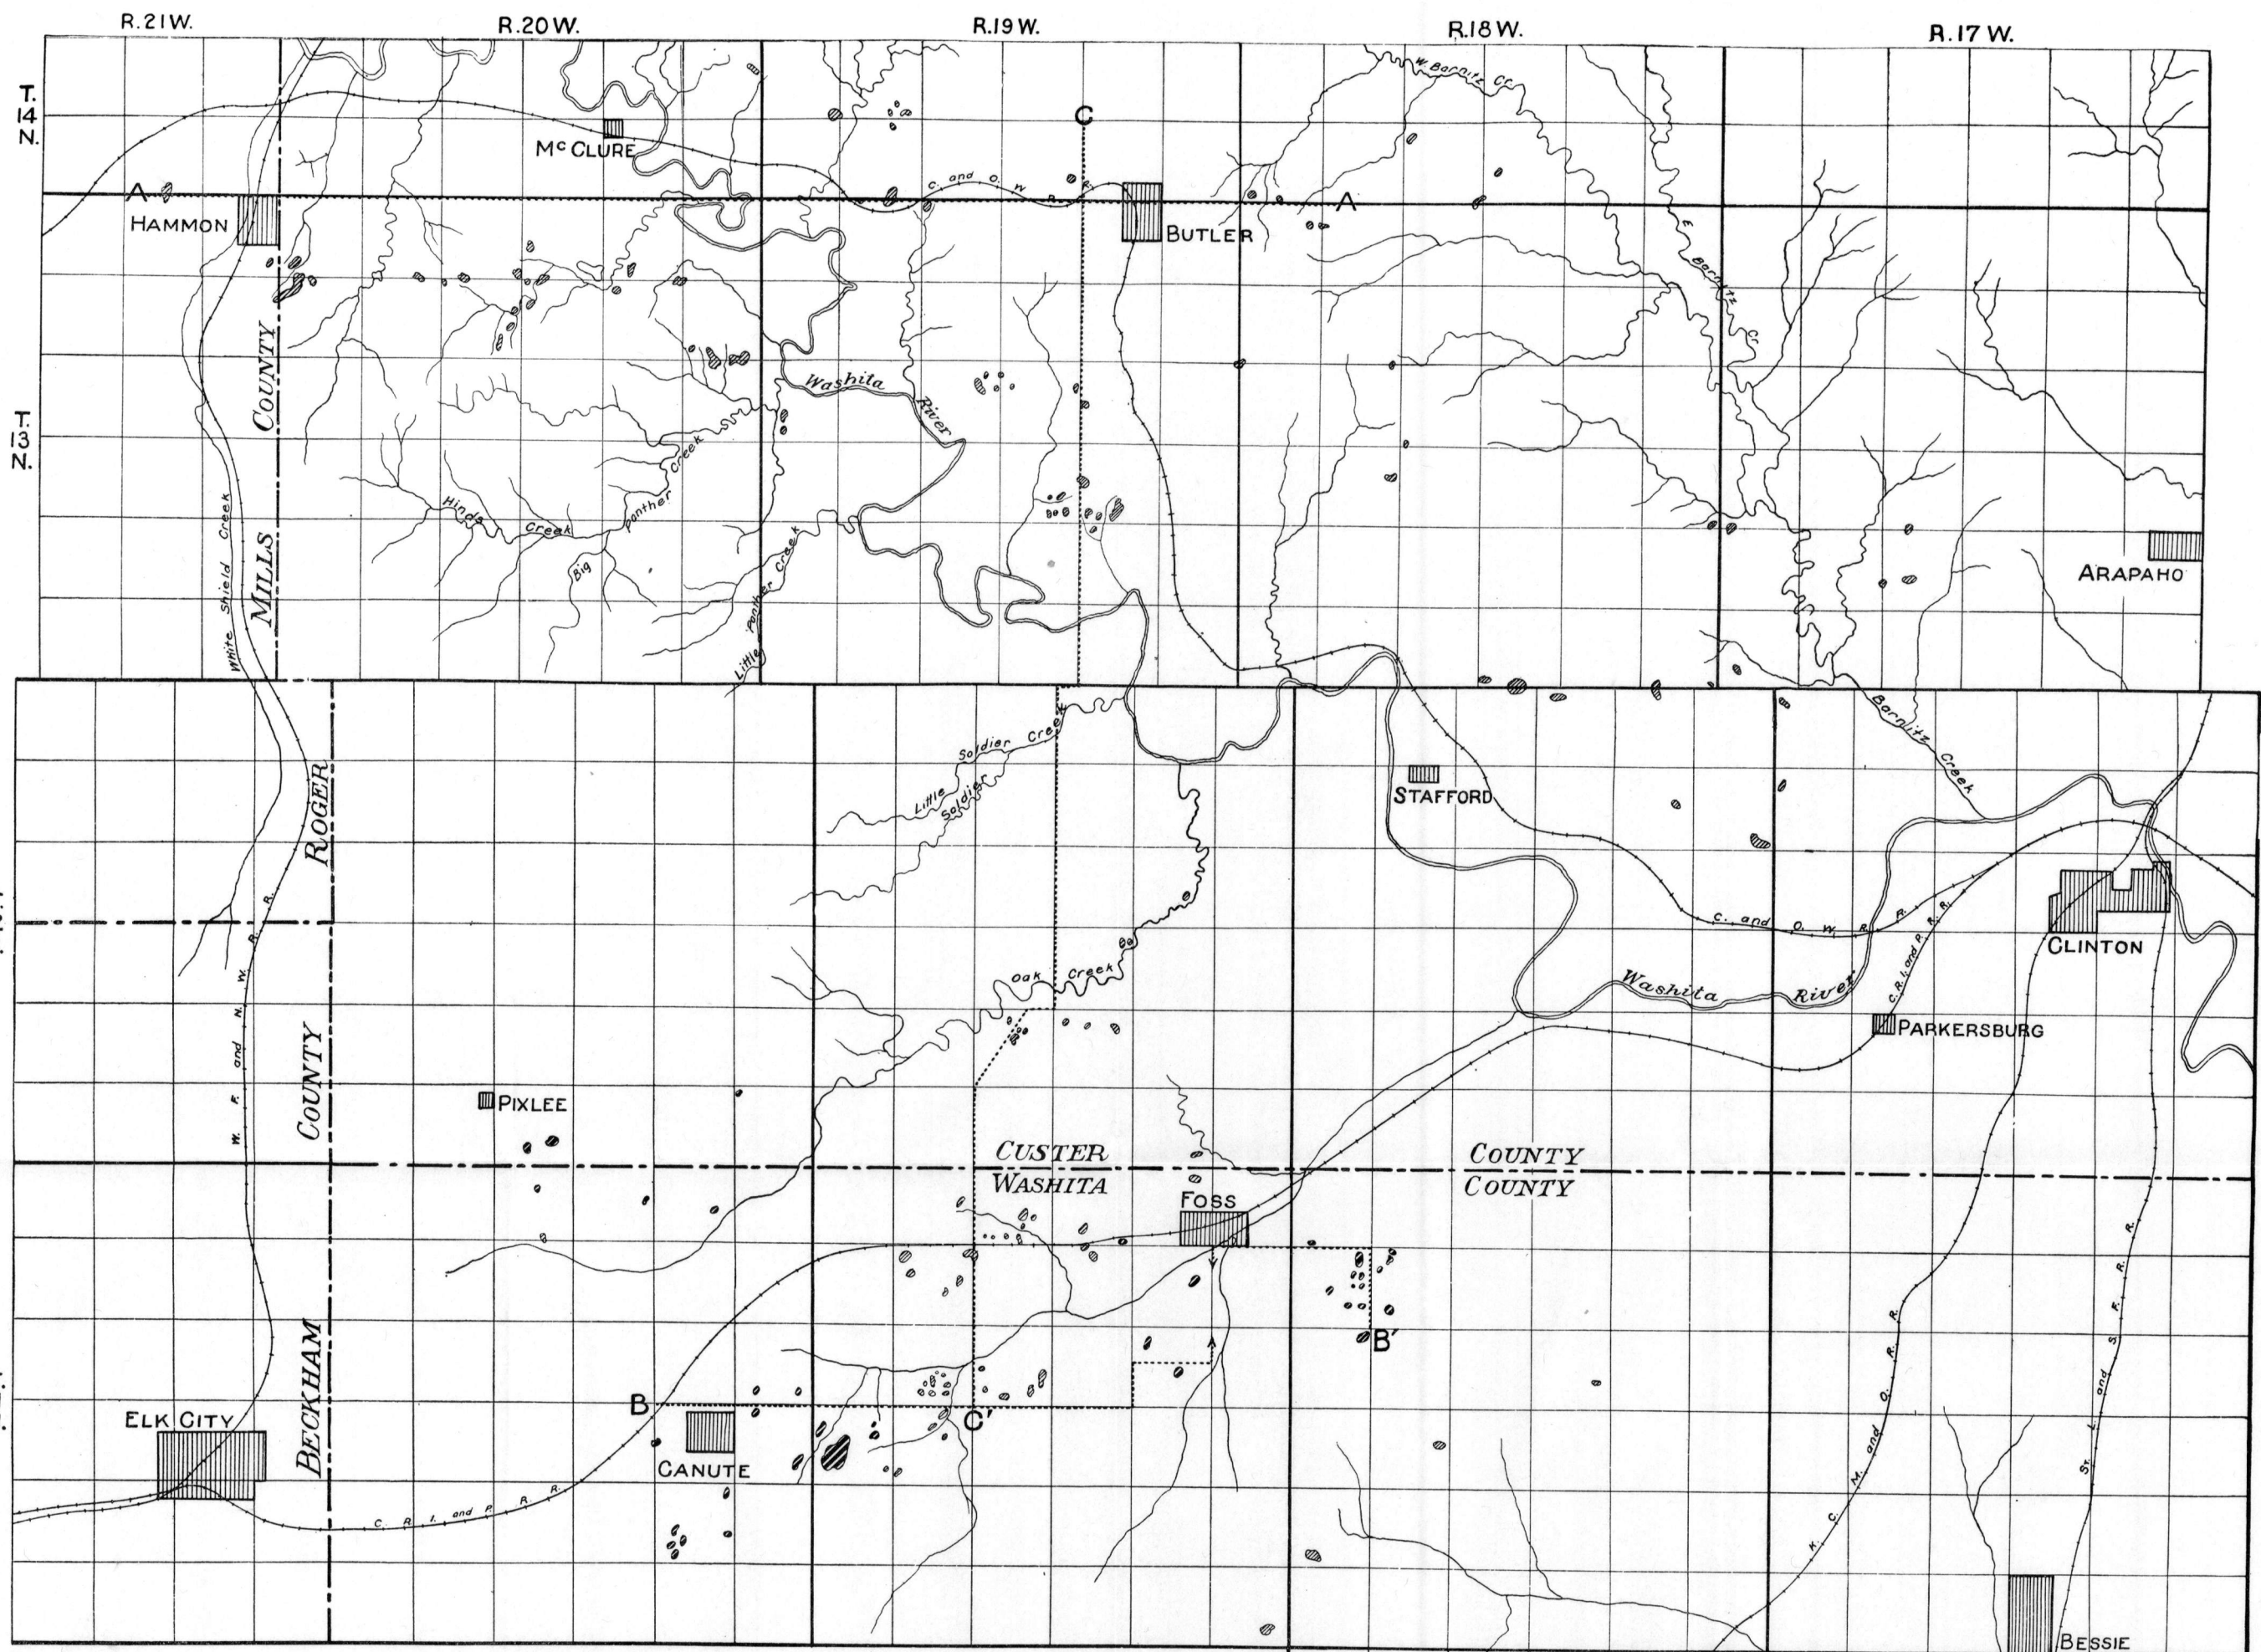 R.21W. R.20W. R.19W. R.18W. R.17W.
T.
14
N.
W. Barnitz Cr.
C
McCLURE
C. and O. W. R. R.
A A
HAMMON
BUTLER
E. Barnitz Cr.
COUNTY
Washita River
T.
13
N.
Creek
Panther
Big
Hinds Creek
White Shield Creek
MILLS
Little Panther Creek
ARAPAHO
Barnitz Creek
Little Soldier Creek
Soldier
ROGER
STAFFORD
W. F. and N. W. R. R.
C. and O. W. R. R.
CLINTON
Oak Creek
Washita River
C. R. I. and P. R. R.
PARKERSBURG
COUNTY
PIXLEE
CUSTER COUNTY
WASHITA COUNTY
FOSS
B'
BECKHAM
B
C'
ELK CITY
CANUTE
C. R. I. and P. R. R.
K. C. M. and O. R. R.
St. L. and S. F. R. R.
BESSIE